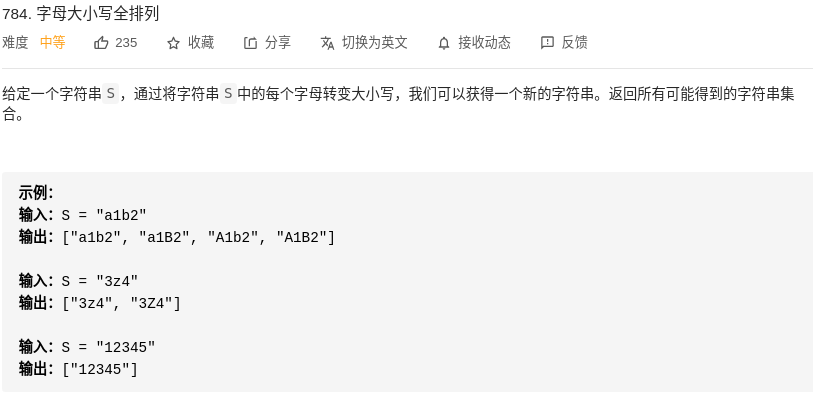 784. 字母大小写全排列
难度 中等 235 收藏 分享 切换为英文 接收动态 反馈
给定一个字符串S，通过将字符串S中的每个字母转变大小写，我们可以获得一个新的字符串。返回所有可能得到的字符串集
合。
示例：
输入：S = "a1b2"
输出：["a1b2", "a1B2", "A1b2", "A1B2"]
输入：S = "3z4"
输出：["3z4", "3Z4"]
输入：S = "12345"
输出：["12345"]